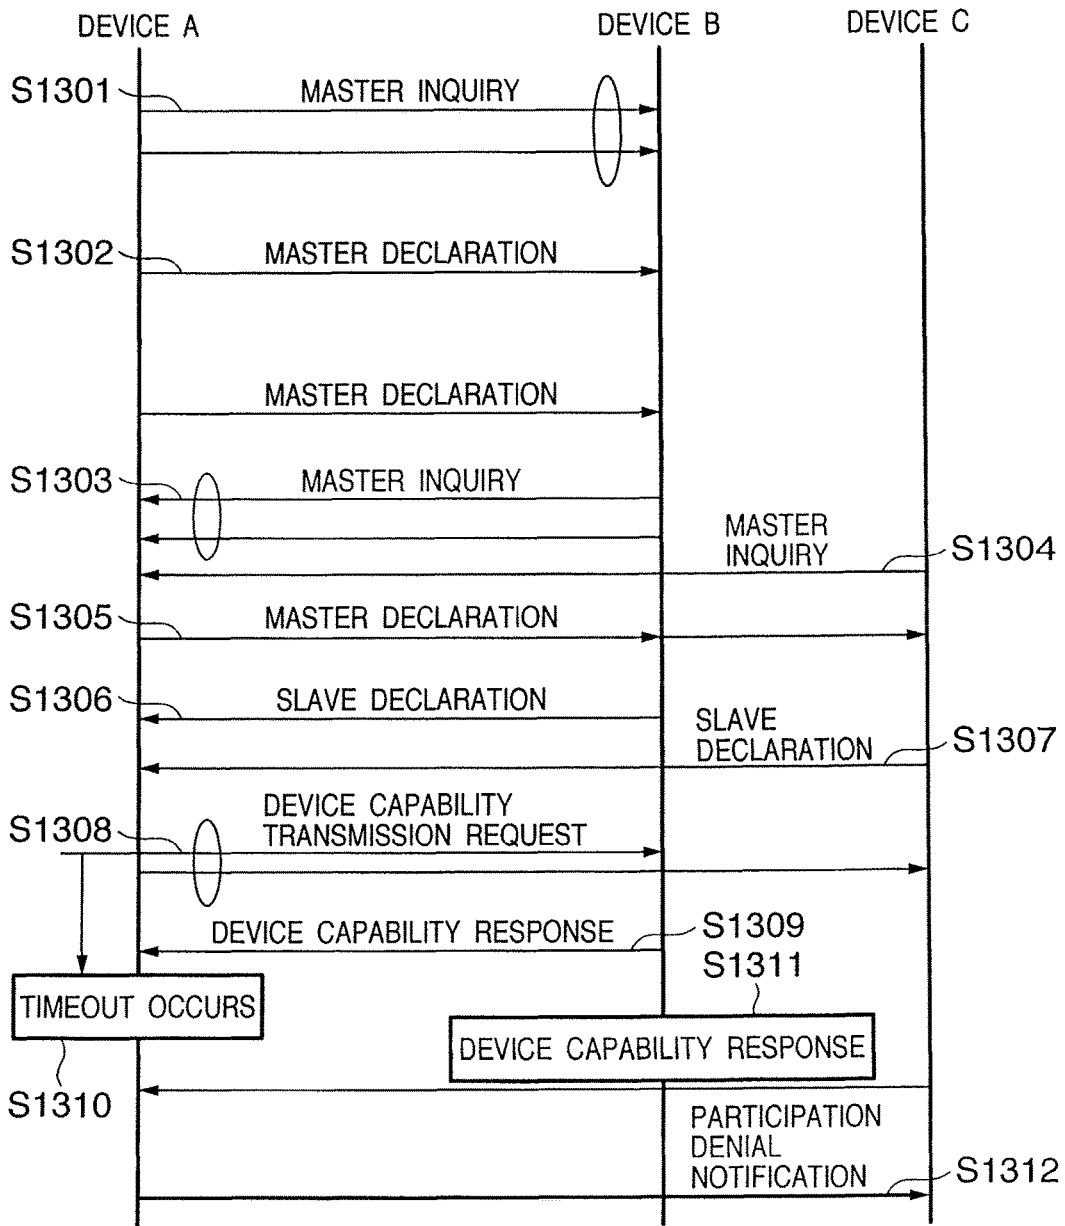 DEVICE A
DEVICE B
DEVICE C
S1301
MASTER INQUIRY
S1302
MASTER DECLARATION
MASTER DECLARATION
S1303
MASTER INQUIRY
MASTER
INQUIRY
S1304
S1305
MASTER DECLARATION
S1306
SLAVE DECLARATION
SLAVE
DECLARATION
S1307
S1308
DEVICE CAPABILITY
TRANSMISSION REQUEST
DEVICE CAPABILITY RESPONSE
S1309
S1311
TIMEOUT OCCURS
DEVICE CAPABILITY RESPONSE
S1310
PARTICIPATION
DENIAL
NOTIFICATION
S1312